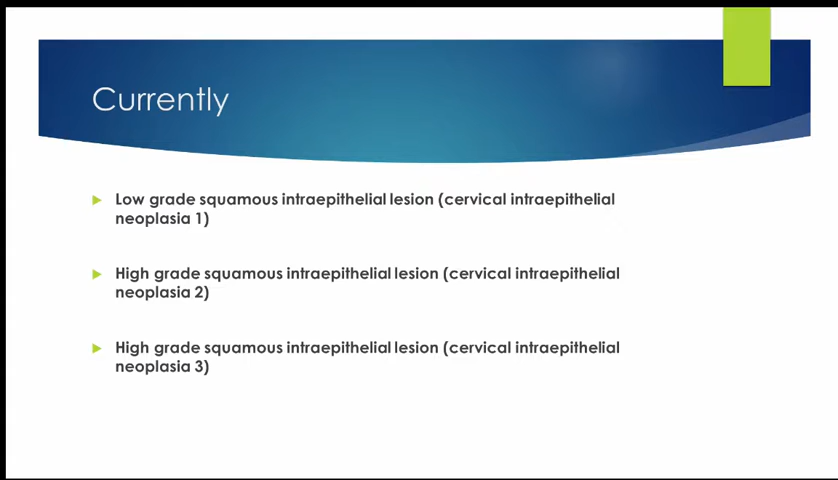 Currently
Low grade squamous intraepithelial lesion (cervical intraepithelial
neoplasia 1)
High grade squamous intraepithelial lesion (cervical intraepithelial
neoplasia 2)
High grade squamous intraepithelial lesion (cervical intraepithelial
neoplasia 3)